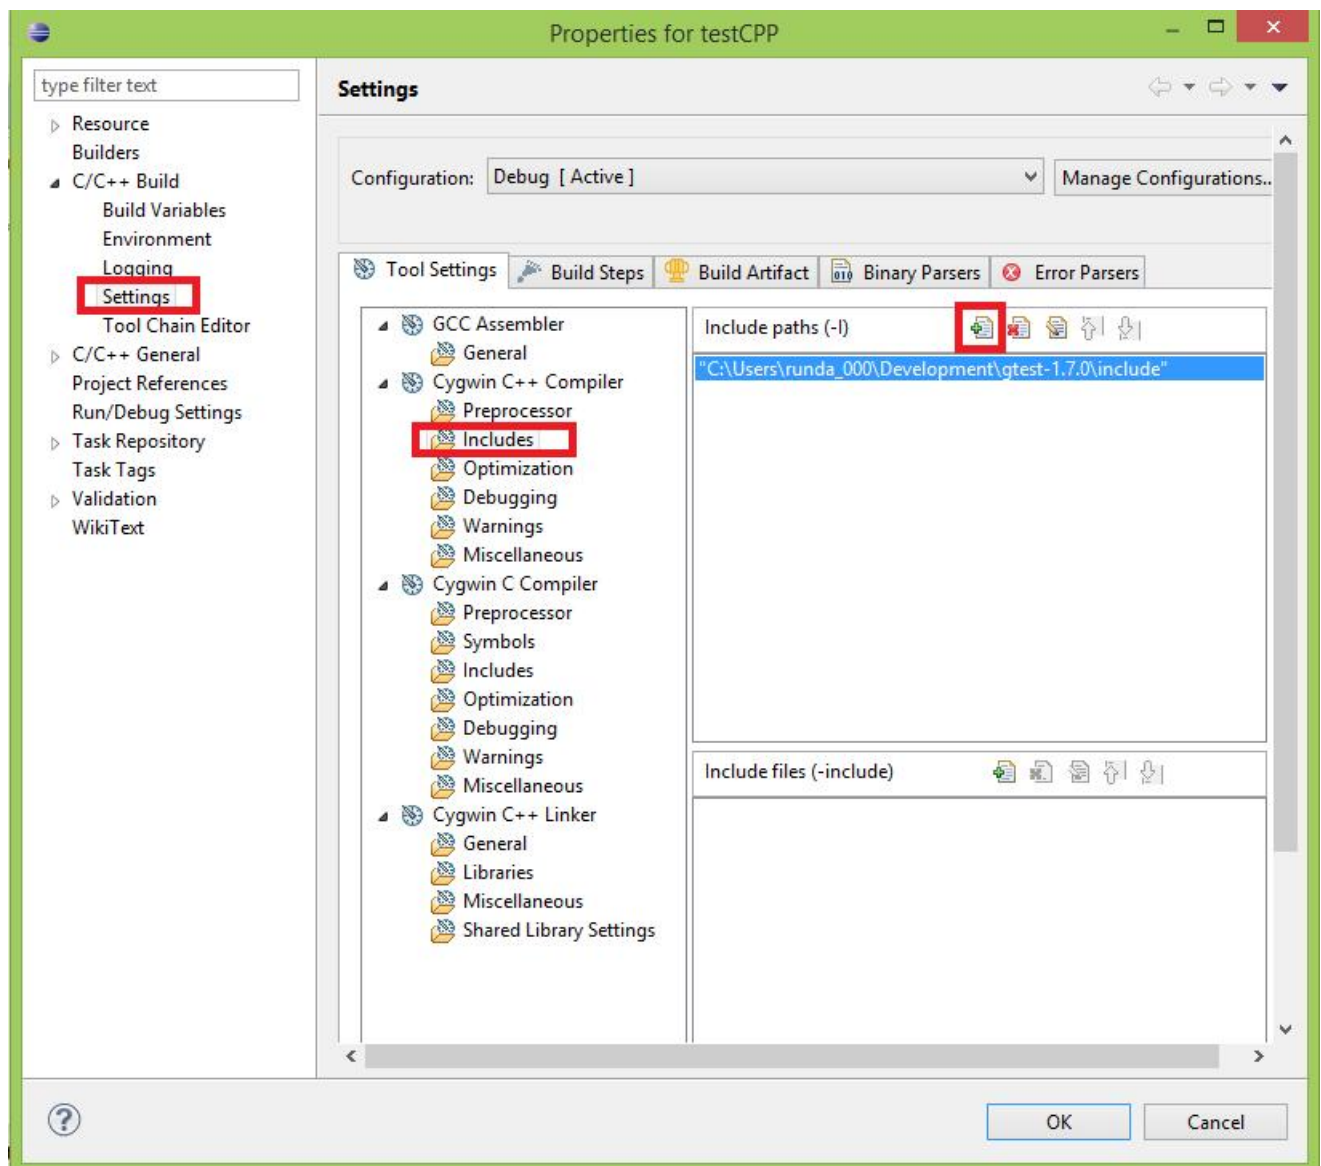 Properties for testCPP
type filter text
Resource
Builders
C/C++ Build
Build Variables
Environment
Logging
Settings
Tool Chain Editor
C/C++ General
Project References
Run/Debug Settings
Task Repository
Task Tags
Validation
WikiText
Settings
Configuration: Debug [ Active ] Manage Configurations..
Tool Settings Build Steps Build Artifact Binary Parsers Error Parsers
GCC Assembler
General
Cygwin C++ Compiler
Preprocessor
Includes
Optimization
Debugging
Warnings
Miscellaneous
Cygwin C Compiler
Preprocessor
Symbols
Includes
Optimization
Debugging
Warnings
Miscellaneous
Cygwin C++ Linker
General
Libraries
Miscellaneous
Shared Library Settings
Include paths (-I)
"C:\Users\runda_000\Development\gtest-1.7.0\include"
Include files (-include)
OK Cancel